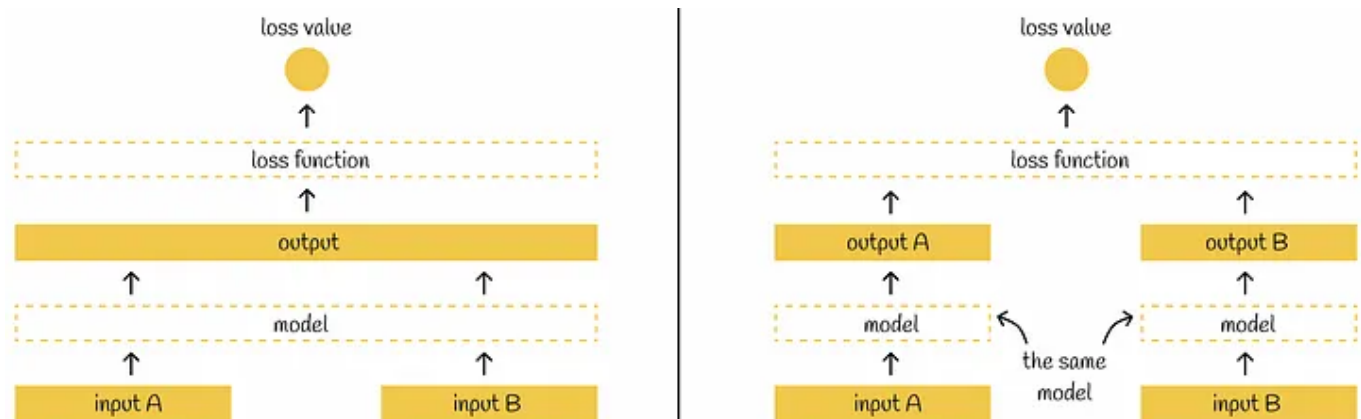 loss value
loss function
output
model
input A
input B
loss value
loss function
output A
output B
model
model
the same
model
input A
input B